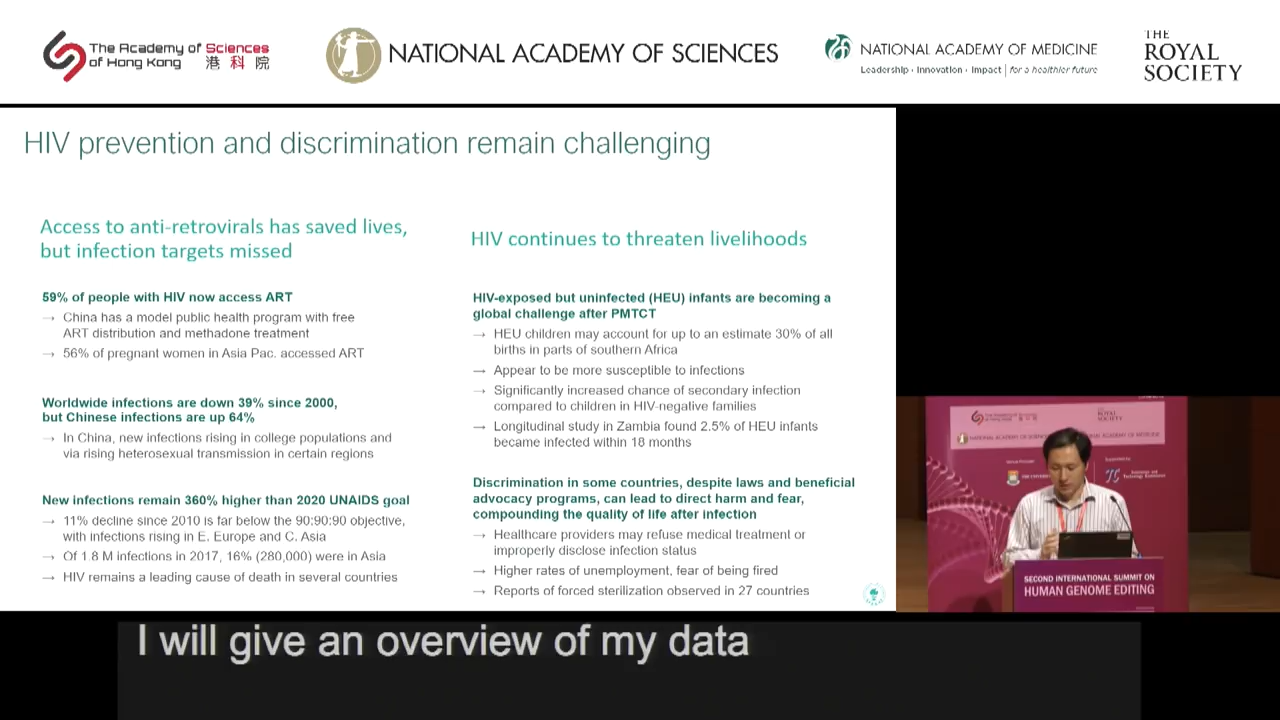 The Academy of Sciences
of Hong Kong 港科院
NATIONAL ACADEMY OF SCIENCES
NATIONAL ACADEMY OF MEDICINE
Leadership · Innovation · Impact | for a healthier future
THE
ROYAL
SOCIETY
HIV prevention and discrimination remain challenging
Access to anti-retrovirals has saved lives,
but infection targets missed
59% of people with HIV now access ART
→ China has a model public health program with free
ART distribution and methadone treatment
→ 56% of pregnant women in Asia Pac. accessed ART
Worldwide infections are down 39% since 2000,
but Chinese infections are up 64%
→ In China, new infections rising in college populations and
via rising heterosexual transmission in certain regions
New infections remain 360% higher than 2020 UNAIDS goal
→ 11% decline since 2010 is far below the 90:90:90 objective,
with infections rising in E. Europe and C. Asia
→ Of 1.8 M infections in 2017, 16% (280,000) were in Asia
→ HIV remains a leading cause of death in several countries
HIV continues to threaten livelihoods
HIV-exposed but uninfected (HEU) infants are becoming a
global challenge after PMTCT
→ HEU children may account for up to an estimate 30% of all
births in parts of southern Africa
→ Appear to be more susceptible to infections
→ Significantly increased chance of secondary infection
compared to children in HIV-negative families
→ Longitudinal study in Zambia found 2.5% of HEU infants
became infected within 18 months
Discrimination in some countries, despite laws and beneficial
advocacy programs, can lead to direct harm and fear,
compounding the quality of life after infection
→ Healthcare providers may refuse medical treatment or
improperly disclose infection status
→ Higher rates of unemployment, fear of being fired
→ Reports of forced sterilization observed in 27 countries
THE
ROYAL
SOCIETY
NATIONAL ACADEMY OF
SECOND INTERNATIONAL SUMMIT ON
HUMAN GENOME EDITING
I will give an overview of my data